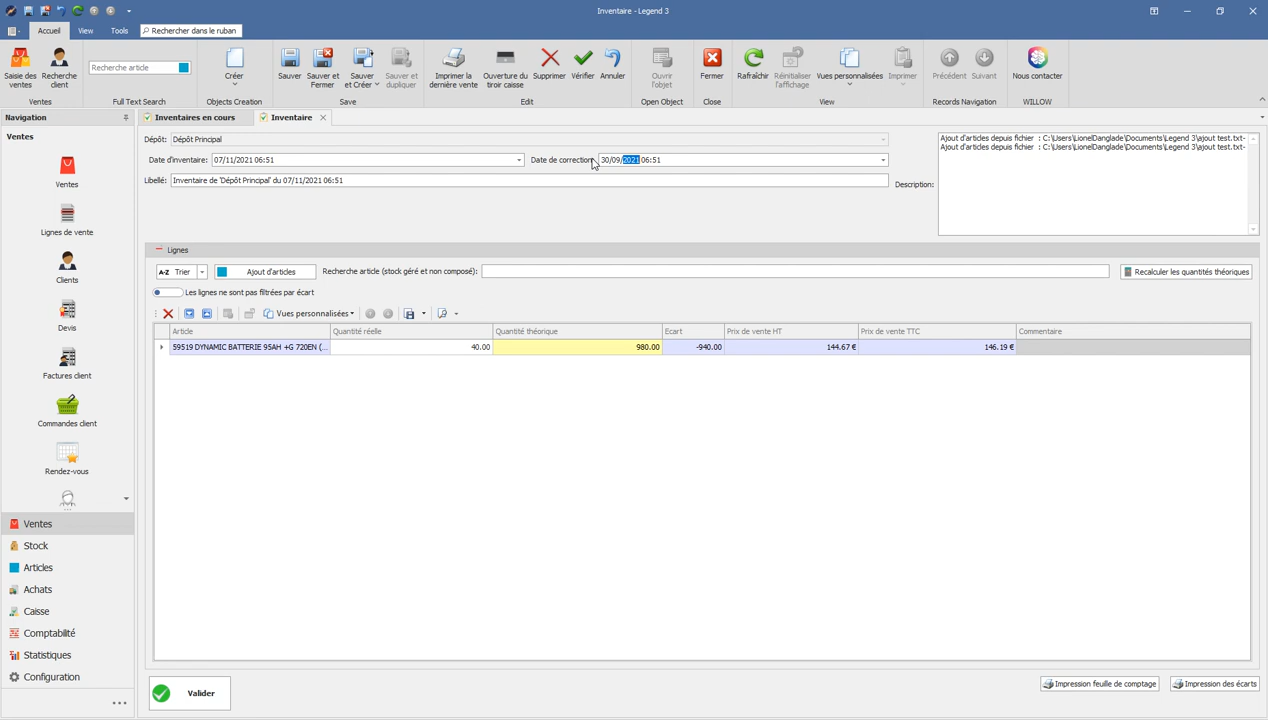 Inventaire - Legend 3
Accueil View Tools Rechercher dans le ruban
Saisie des ventes
Recherche client
Ventes
Recherche article
Full Text Search
Créer
Objects Creation
Sauver
Sauver et Fermer
Sauver et Créer
Sauver et dupliquer
Save
Imprimer la dernière vente
Ouverture du tiroir caisse
Supprimer
Vérifier
Annuler
Edit
Ouvrir l'objet
Open Object
Fermer
Close
Rafraîchir
Réinitialiser l'affichage
Vues personnalisées
Imprimer
View
Précédent
Suivant
Records Navigation
Nous contacter
WILLOW
Navigation
Ventes
Ventes
Lignes de vente
Clients
Devis
Factures client
Commandes client
Rendez-vous
Ventes
Stock
Articles
Achats
Caisse
Comptabilité
Statistiques
Configuration
Inventaires en cours
Inventaire
Dépôt: Dépôt Principal
Date d'inventaire: 07/11/2021 06:51
Date de correction: 30/09/2021 06:51
Libellé: Inventaire de 'Dépôt Principal' du 07/11/2021 06:51
Description:
Ajout d'articles depuis fichier : C:\Users\LionelDanglade\Documents\Legend 3\ajout test.txt-
Ajout d'articles depuis fichier : C:\Users\LionelDanglade\Documents\Legend 3\ajout test.txt-
Lignes
A-Z Trier
Ajout d'articles
Recherche article (stock géré et non composé):
Recalculer les quantités théoriques
Les lignes ne sont pas filtrées par écart
Vues personnalisées
Article Quantité réelle Quantité théorique Ecart Prix de vente HT Prix de vente TTC Commentaire
59519 DYNAMIC BATTERIE 95AH +G 720EN (... 40.00 980.00 -940.00 144.67 € 146.19 €
Valider
Impression feuille de comptage
Impression des écarts